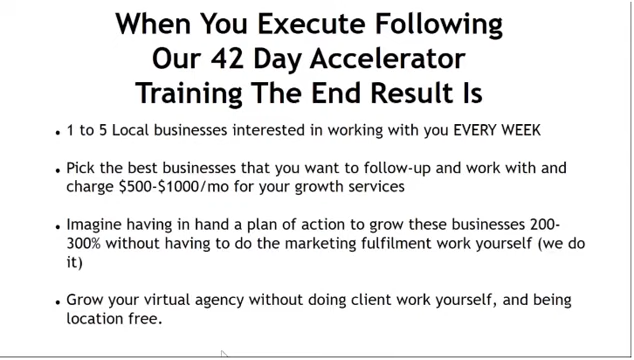 When You Execute Following
Our 42 Day Accelerator
Training The End Result Is
• 1 to 5 Local businesses interested in working with you EVERY WEEK
• Pick the best businesses that you want to follow-up and work with and
charge $500-$1000/mo for your growth services
• Imagine having in hand a plan of action to grow these businesses 200-
300% without having to do the marketing fulfilment work yourself (we do
it)
• Grow your virtual agency without doing client work yourself, and being
location free.